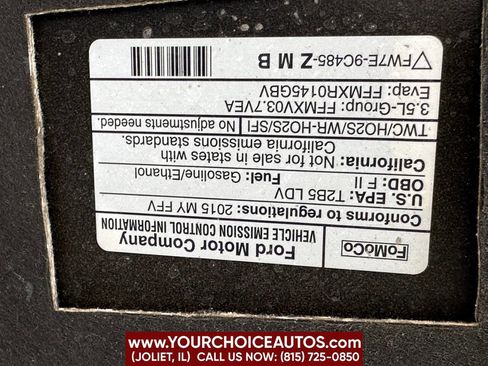 FoMoCo
Ford Motor Company
VEHICLE EMISSION CONTROL INFORMATION
Conforms to regulations: 2015 MY FFV
U.S. EPA: T2B5 LDV
OBD: F II Fuel: Gasoline/Ethanol
California: Not for sale in states with
California emissions standards.
TWC/HO2S/WR-HO2S/SFI No adjustments needed.
3.5L-Group: FFMXV03.7VEA
Evap: FFMXR0145GBV
FW7E-9C485-Z M B
WWW.YOURCHOICEAUTOS.COM
(JOLIET, IL) CALL US NOW: (815) 725-0850